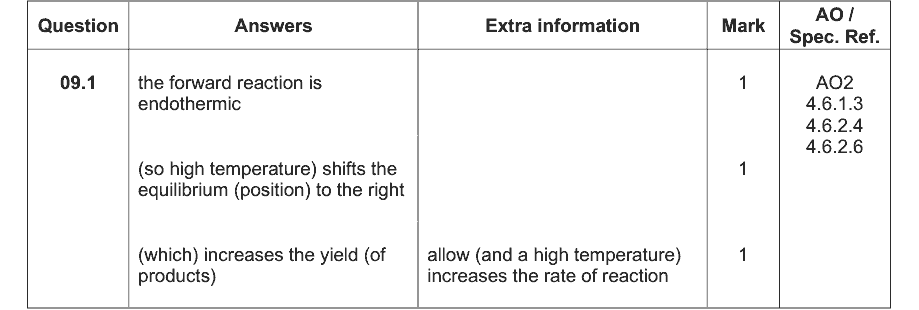 Question
Answers
Extra information
Mark
AO /
Spec. Ref.
09.1
the forward reaction is
endothermic
1
AO2
4.6.1.3
4.6.2.4
4.6.2.6
(so high temperature) shifts the
equilibrium (position) to the right
1
(which) increases the yield (of
products)
allow (and a high temperature)
increases the rate of reaction
1